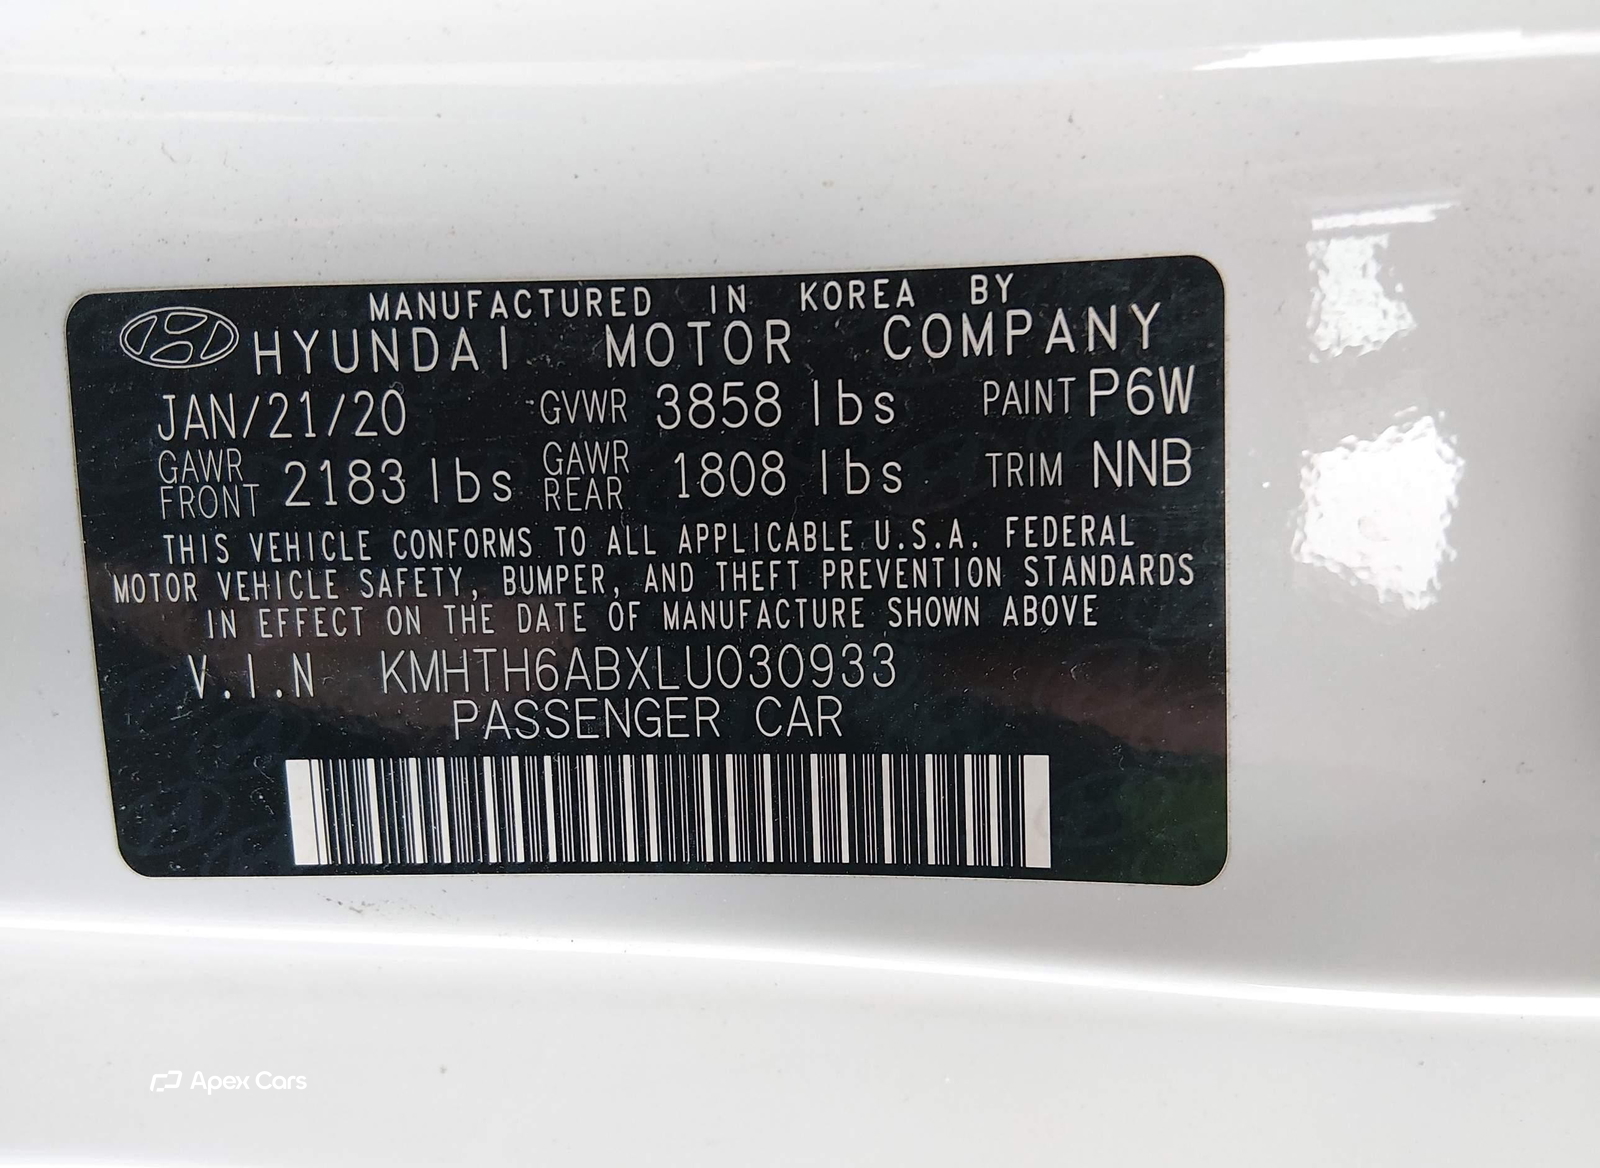 MANUFACTURED IN KOREA BY
HYUNDAI MOTOR COMPANY
JAN/21/20 GVWR 3858 lbs PAINT P6W
GAWR FRONT 2183 lbs GAWR REAR 1808 lbs TRIM NNB
THIS VEHICLE CONFORMS TO ALL APPLICABLE U.S.A. FEDERAL
MOTOR VEHICLE SAFETY, BUMPER, AND THEFT PREVENTION STANDARDS
IN EFFECT ON THE DATE OF MANUFACTURE SHOWN ABOVE
V.I.N KMHTH6ABXLU030933
PASSENGER CAR
Apex Cars